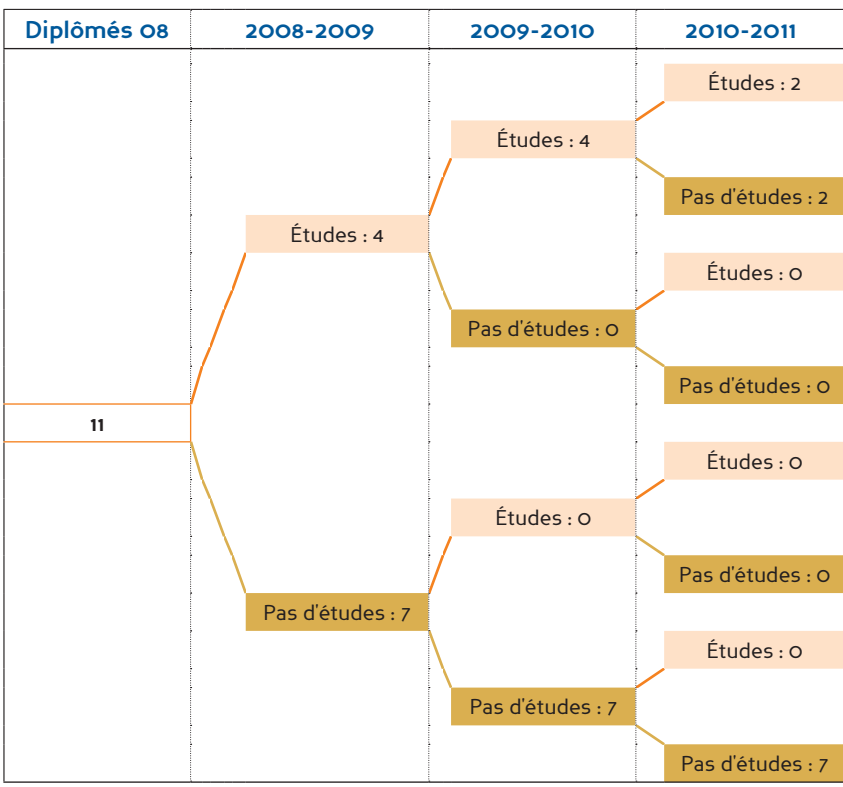 Diplômés 08 2008-2009 2009-2010 2010-2011
Études : 2
Études : 4
Pas d'études : 2
Études : 4
Études : 0
Pas d'études : 0
Pas d'études : 0
11
Études : 0
Études : 0
Pas d'études : 0
Pas d'études : 7
Études : 0
Pas d'études : 7
Pas d'études : 7